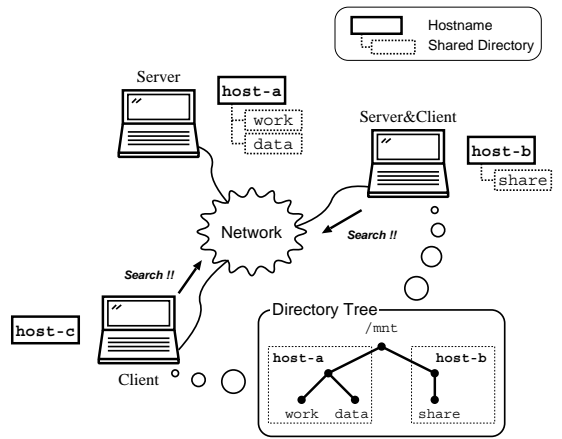 Hostname
Shared Directory
Server
host-a
work
data
Server&Client
host-b
share
Network
Search !!
Search !!
host-c
Client
Directory Tree
/mnt
host-a
host-b
work data share